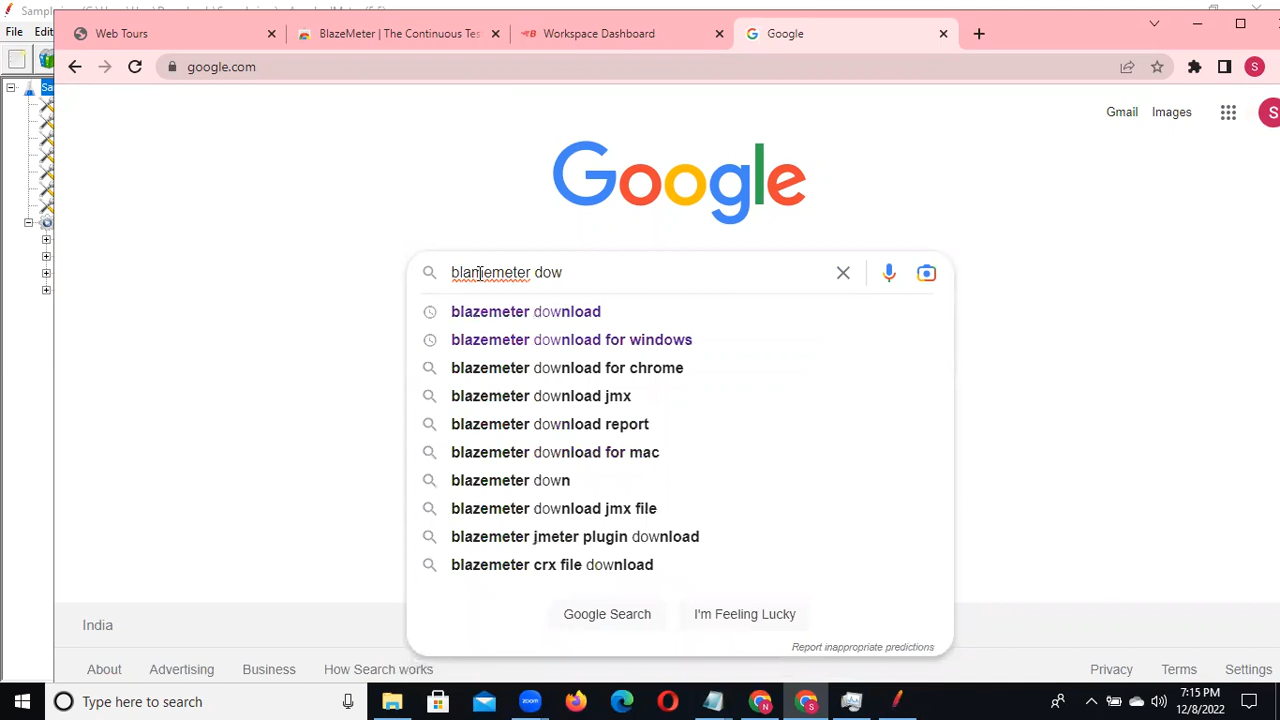 File Edi
Sa
Web Tours
BlazeMeter | The Continuous Tes
Workspace Dashboard
Google
google.com
S
Gmail Images
S
Google
dow
blazemeter download
blazemeter download for windows
blazemeter download for chrome
blazemeter download jmx
blazemeter download report
blazemeter download for mac
blazemeter down
blazemeter download jmx file
blazemeter jmeter plugin download
blazemeter crx file download
Google Search I'm Feeling Lucky
Report inappropriate predictions
India
About Advertising Business How Search works
Privacy Terms Settings
Type here to search
zoom
N
S
7:15 PM
12/8/2022